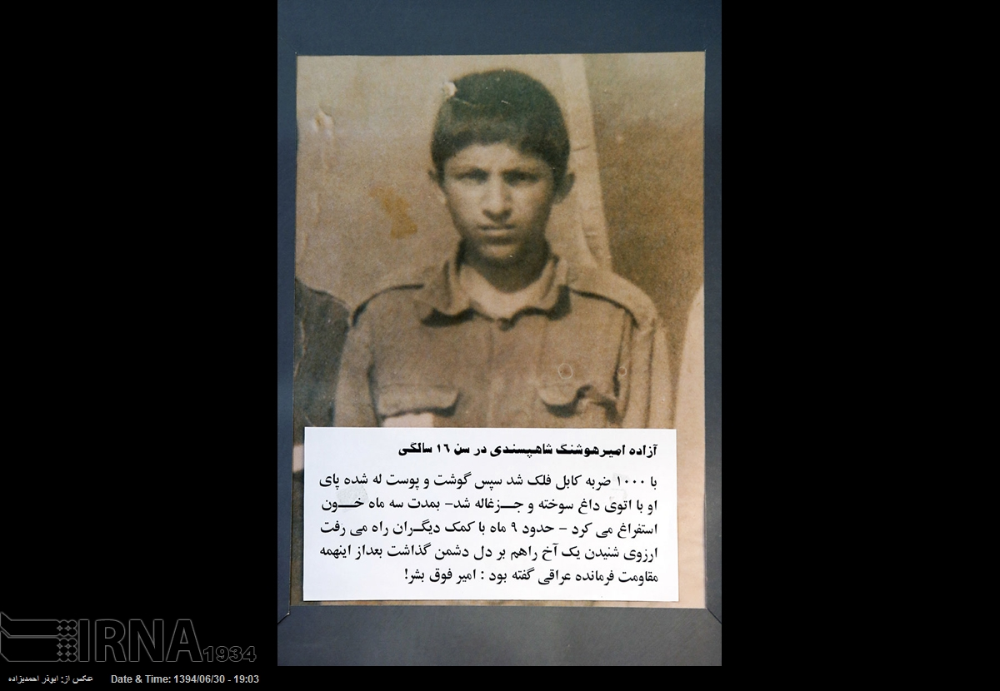 آزاده امیرهوشنگ شاهپسندی در سن ۱۶ سالگی
با ۱۰۰۰ ضربه کابل فلک شد سپس گوشت و پوست له شده پای
او با اتوی داغ سوخته و جــزغاله شد- بمدت سه ماه خــون
استفراغ می کرد - حدود ۹ ماه با کمک دیگــران راه می رفت
ارزوی شنیدن یک آخ راهم بر دل دشمن گذاشت بعداز اینهمه
مقاومت فرمانده عراقی گفته بود : امیر فوق بشر!
IRNA 1934
عکس از: ابوذر احمدیزاده Date & Time: 1394/06/30 - 19:03